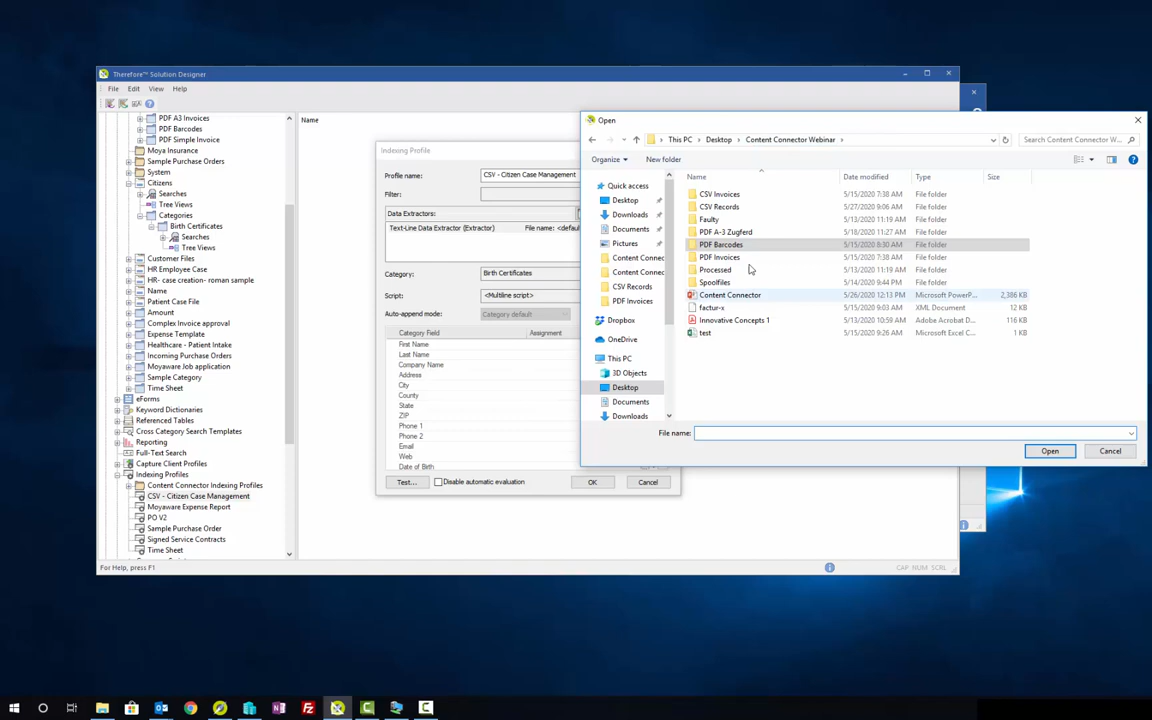 Therefore™ Solution Designer
File Edit View Help
PDF A3 Invoices
PDF Barcodes
PDF Simple Invoice
Moya Insurance
Sample Purchase Orders
System
Citizens
Searches
Tree Views
Categories
Birth Certificates
Searches
Tree Views
Customer Files
HR Employee Case
HR- case creation- roman sample
Name
Patient Case File
Amount
Complex Invoice approval
Expense Template
Healthcare - Patient Intake
Incoming Purchase Orders
Moyaware Job application
Sample Category
Time Sheet
eForms
Keyword Dictionaries
Referenced Tables
Cross Category Search Templates
Reporting
Full-Text Search
Capture Client Profiles
Indexing Profiles
Content Connector Indexing Profiles
CSV - Citizen Case Management
Moyaware Expense Report
PO V2
Sample Purchase Order
Signed Service Contracts
Time Sheet
For Help, press F1
CAP NUM SCRL
Name
Indexing Profile
Profile name: CSV - Citizen Case Management
Filter:
Data Extractors:
Text-Line Data Extractor (Extractor) File name: <defau
Category: Birth Certificates
Script: <Multiline script>
Auto-append mode: Category default
Category Field Assignment
First Name
Last Name
Company Name
Address
City
County
State
ZIP
Phone 1
Phone 2
Email
Web
Date of Birth
Test... Disable automatic evaluation OK Cancel
Open
This PC Desktop Content Connector Webinar
Search Content Connector W...
Organize New folder
Quick access
Desktop
Downloads
Documents
Pictures
Content Connec
Content Connec
CSV Records
PDF Invoices
Dropbox
OneDrive
This PC
3D Objects
Desktop
Documents
Downloads
Name Date modified Type Size
CSV Invoices 5/15/2020 7:38 AM File folder
CSV Records 5/27/2020 9:06 AM File folder
Faulty 5/13/2020 11:19 AM File folder
PDF A-3 Zugferd 5/18/2020 11:27 AM File folder
PDF Barcodes 5/15/2020 8:30 AM File folder
PDF Invoices 5/15/2020 7:38 AM File folder
Processed 5/13/2020 11:19 AM File folder
Spoolfiles 5/14/2020 9:44 PM File folder
Content Connector 5/26/2020 12:13 PM Microsoft PowerP... 2,386 KB
factur-x 5/15/2020 9:03 AM XML Document 12 KB
Innovative Concepts 1 5/13/2020 10:59 AM Adobe Acrobat D... 116 KB
test 5/15/2020 9:26 AM Microsoft Excel C... 1 KB
File name:
Open Cancel